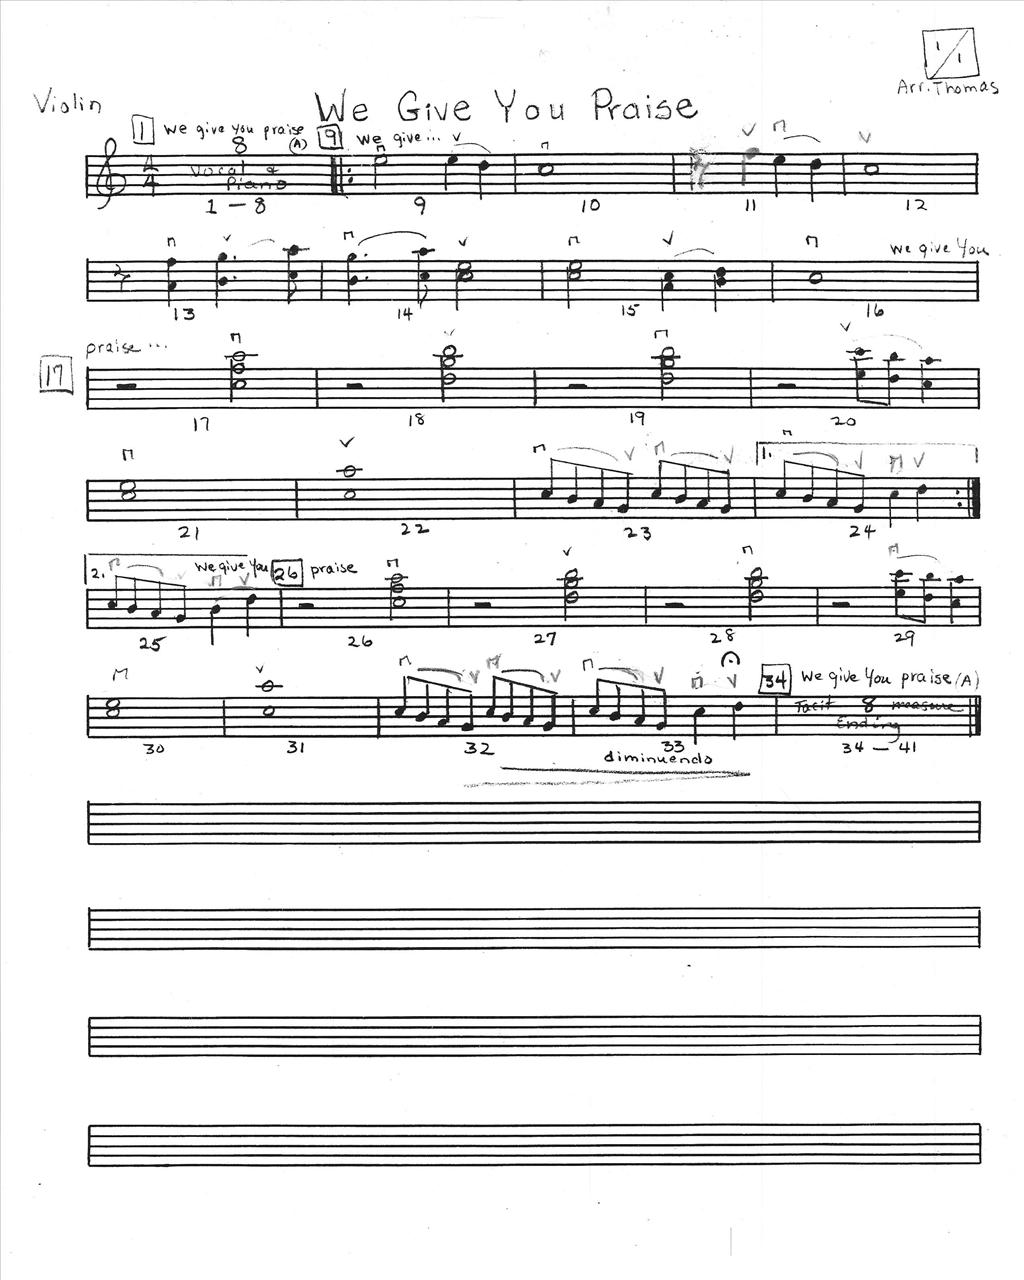 1/1
Arr. Thomas
Violin
We Give You Praise
1 We give You praise (A) 9 We give...
4/4 8 Vocal & Piano
1 — 8 9 10 11 12
We give You
13 14 15 16
praise ...
17
17 18 19 20
1.
21 22 23 24
2. We give You 26 praise
25 26 27 28 29
34 We give You praise (A)
Tacit 8 measure
Ending
30 31 32 33 34 — 41
diminuendo